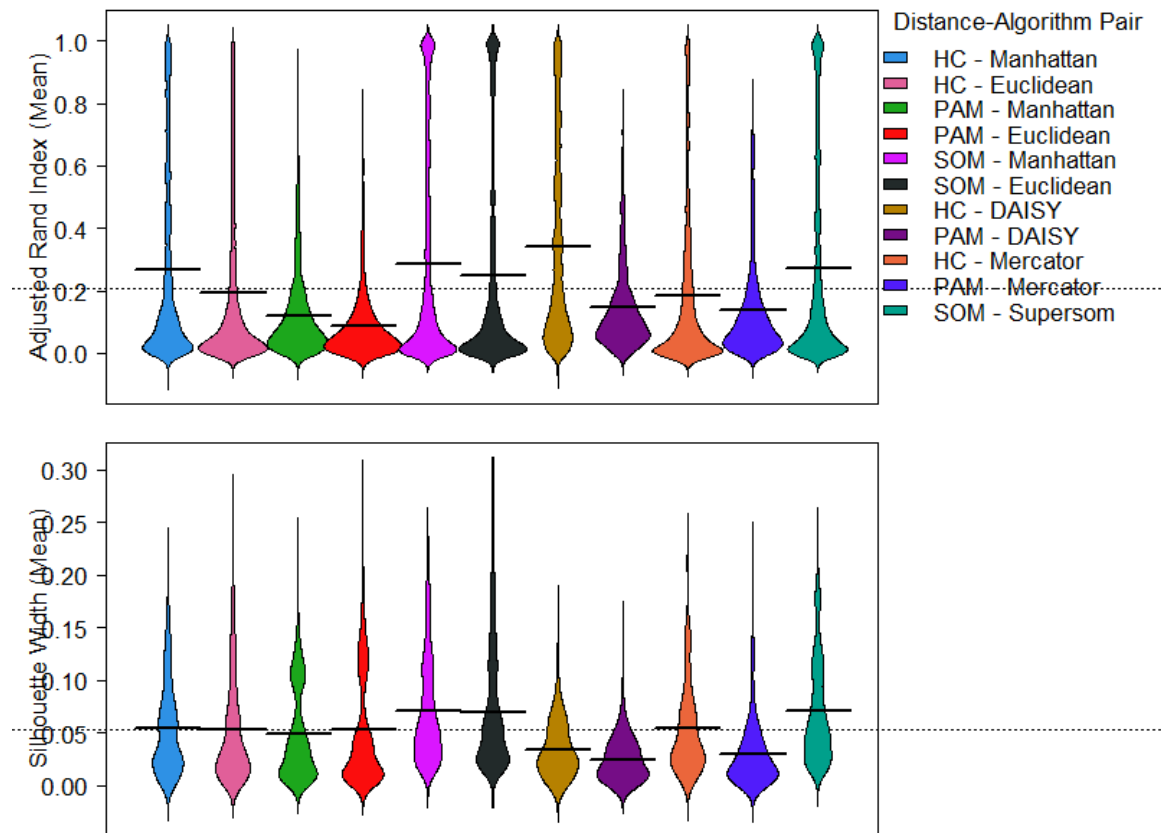 Distance-Algorithm Pair
HC - Manhattan
HC - Euclidean
PAM - Manhattan
PAM - Euclidean
SOM - Manhattan
SOM - Euclidean
HC - DAISY
PAM - DAISY
HC - Mercator
PAM - Mercator
SOM - Supersom
Adjusted Rand Index (Mean)
1.0
0.8
0.6
0.4
0.2
0.0
Silhouette Width (Mean)
0.30
0.25
0.20
0.15
0.10
0.05
0.00